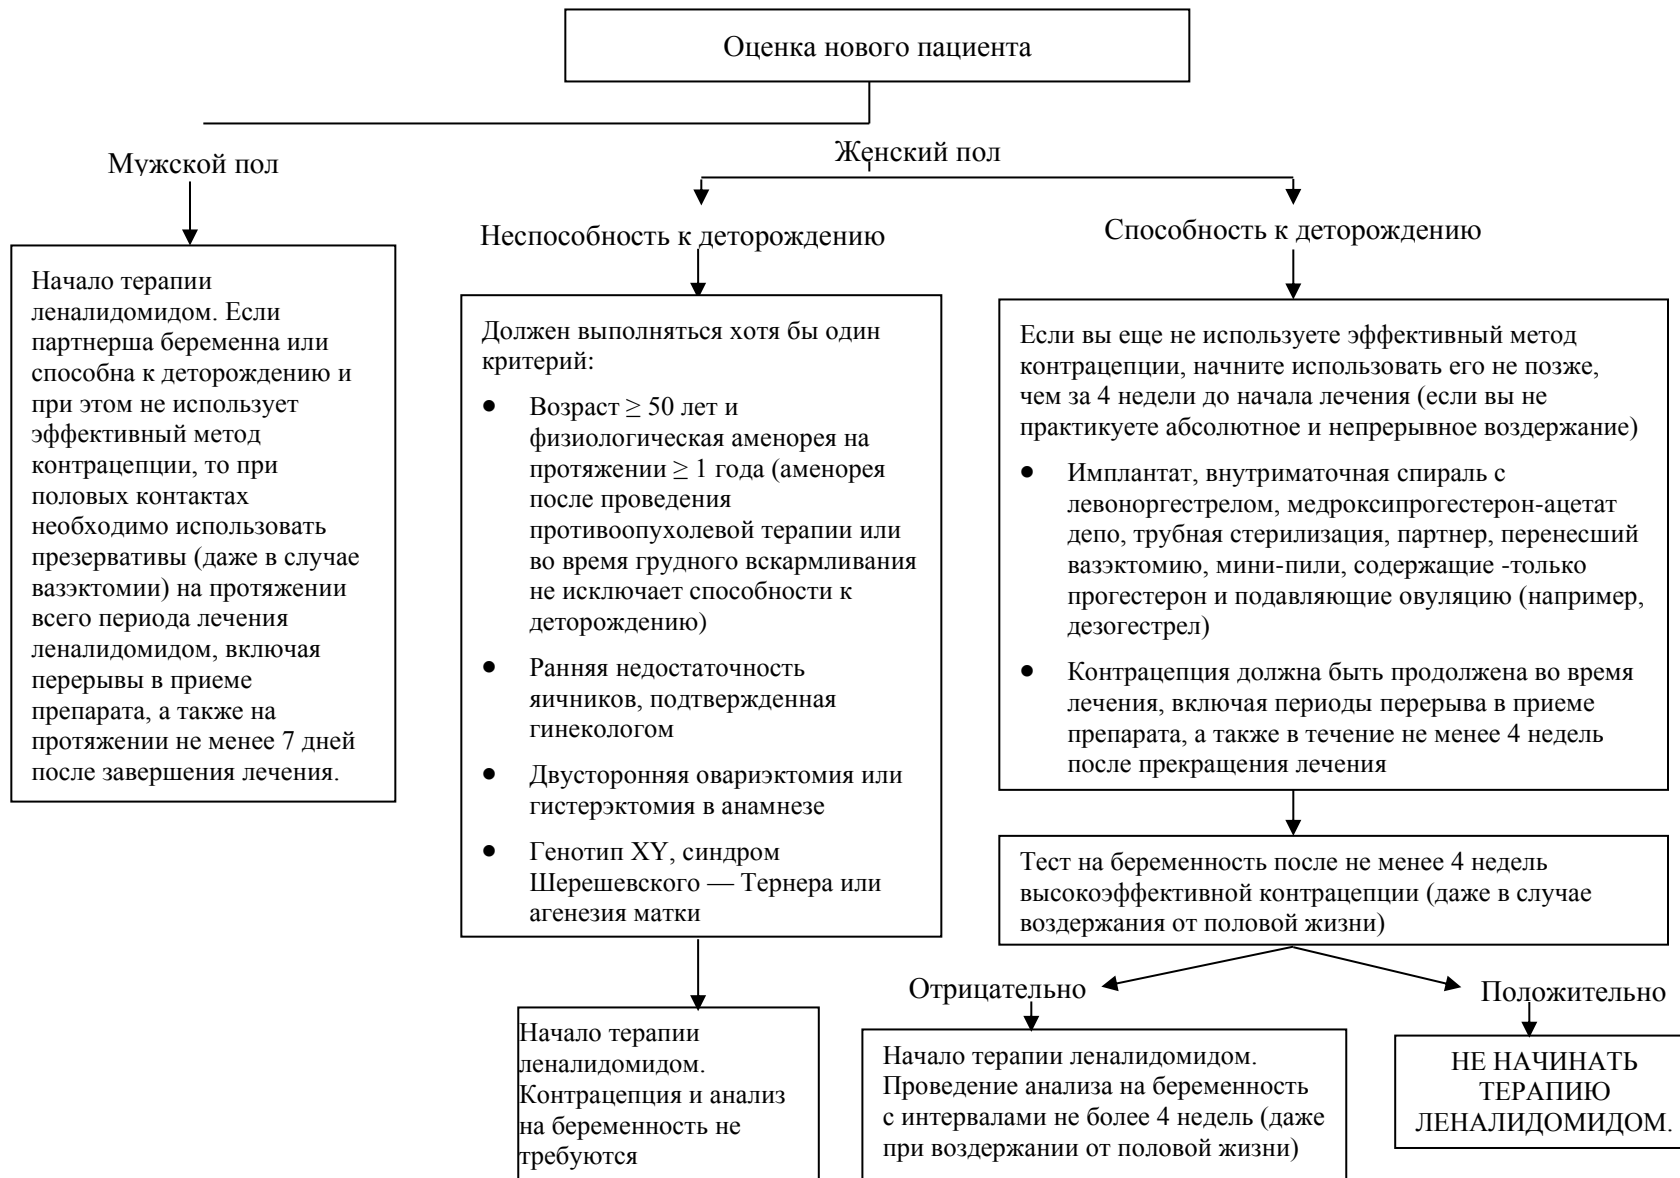 Оценка нового пациента
Мужской пол
Женский пол
Неспособность к деторождению
Способность к деторождению
Начало терапии
леналидомидом. Если
партнерша беременна или
способна к деторождению и
при этом не использует
эффективный метод
контрацепции, то при
половых контактах
необходимо использовать
презервативы (даже в случае
вазэктомии) на протяжении
всего периода лечения
леналидомидом, включая
перерывы в приеме
препарата, а также на
протяжении не менее 7 дней
после завершения лечения.
Должен выполняться хотя бы один
критерий:
● Возраст ≥ 50 лет и
физиологическая аменорея на
протяжении ≥ 1 года (аменорея
после проведения
противоопухолевой терапии или
во время грудного вскармливания
не исключает способности к
деторождению)
● Ранняя недостаточность
яичников, подтвержденная
гинекологом
● Двусторонняя овариэктомия или
гистерэктомия в анамнезе
● Генотип XY, синдром
Шерешевского — Тернера или
агенезия матки
Если вы еще не используете эффективный метод
контрацепции, начните использовать его не позже,
чем за 4 недели до начала лечения (если вы не
практикуете абсолютное и непрерывное воздержание)
● Имплантат, внутриматочная спираль с
левоноргестрелом, медроксипрогестерон-ацетат
депо, трубная стерилизация, партнер, перенесший
вазэктомию, мини-пили, содержащие -только
прогестерон и подавляющие овуляцию (например,
дезогестрел)
● Контрацепция должна быть продолжена во время
лечения, включая периоды перерыва в приеме
препарата, а также в течение не менее 4 недель
после прекращения лечения
Тест на беременность после не менее 4 недель
высокоэффективной контрацепции (даже в случае
воздержания от половой жизни)
Отрицательно
Положительно
Начало терапии
леналидомидом.
Контрацепция и анализ
на беременность не
требуются
Начало терапии леналидомидом.
Проведение анализа на беременность
с интервалами не более 4 недель (даже
при воздержании от половой жизни)
НЕ НАЧИНАТЬ
ТЕРАПИЮ
ЛЕНАЛИДОМИДОМ.